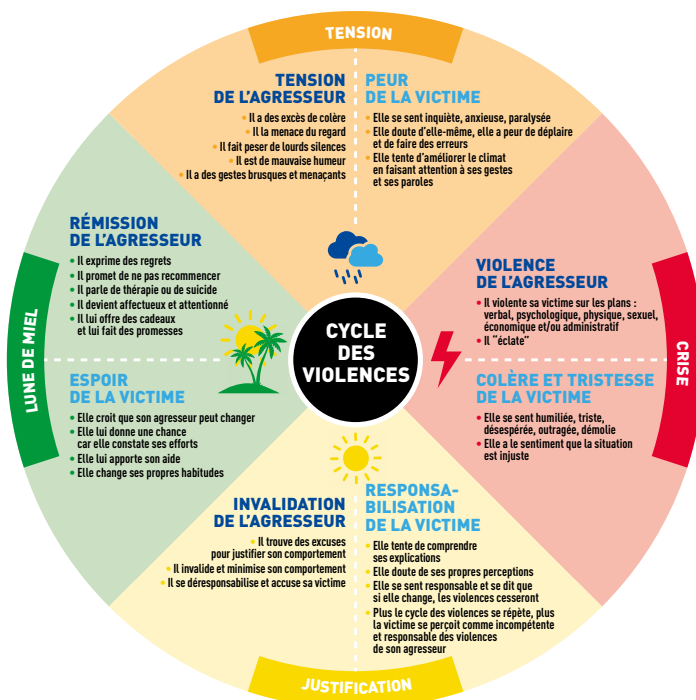 TENSION
TENSION
DE L'AGRESSEUR
• Il a des excès de colère
• Il la menace du regard
• Il fait peser de lourds silences
• Il est de mauvaise humeur
• Il a des gestes brusques et menaçants
PEUR
DE LA VICTIME
• Elle se sent inquiète, anxieuse, paralysée
• Elle doute d'elle-même, elle a peur de déplaire
et de faire des erreurs
• Elle tente d'améliorer le climat
en faisant attention à ses gestes
et ses paroles
CRISE
VIOLENCE
DE L'AGRESSEUR
• Il violente sa victime sur les plans :
verbal, psychologique, physique, sexuel,
économique et/ou administratif
• Il "éclate"
COLÈRE ET TRISTESSE
DE LA VICTIME
• Elle se sent humiliée, triste,
désespérée, outragée, démolie
• Elle a le sentiment que la situation
est injuste
CYCLE
DES
VIOLENCES
LUNE DE MIEL
RÉMISSION
DE L'AGRESSEUR
• Il exprime des regrets
• Il promet de ne pas recommencer
• Il parle de thérapie ou de suicide
• Il devient affectueux et attentionné
• Il lui offre des cadeaux
et lui fait des promesses
ESPOIR
DE LA VICTIME
• Elle croit que son agresseur peut changer
• Elle lui donne une chance
car elle constate ses efforts
• Elle lui apporte son aide
• Elle change ses propres habitudes
INVALIDATION
DE L'AGRESSEUR
• Il trouve des excuses
pour justifier son comportement
• Il invalide et minimise son comportement
• Il se déresponsabilise et accuse sa victime
RESPONSA-
BILISATION
DE LA VICTIME
• Elle tente de comprendre
ses explications
• Elle doute de ses propres perceptions
• Elle se sent responsable et se dit que
si elle change, les violences cesseront
• Plus le cycle des violences se répète, plus
la victime se perçoit comme incompétente
et responsable des violences
de son agresseur
JUSTIFICATION